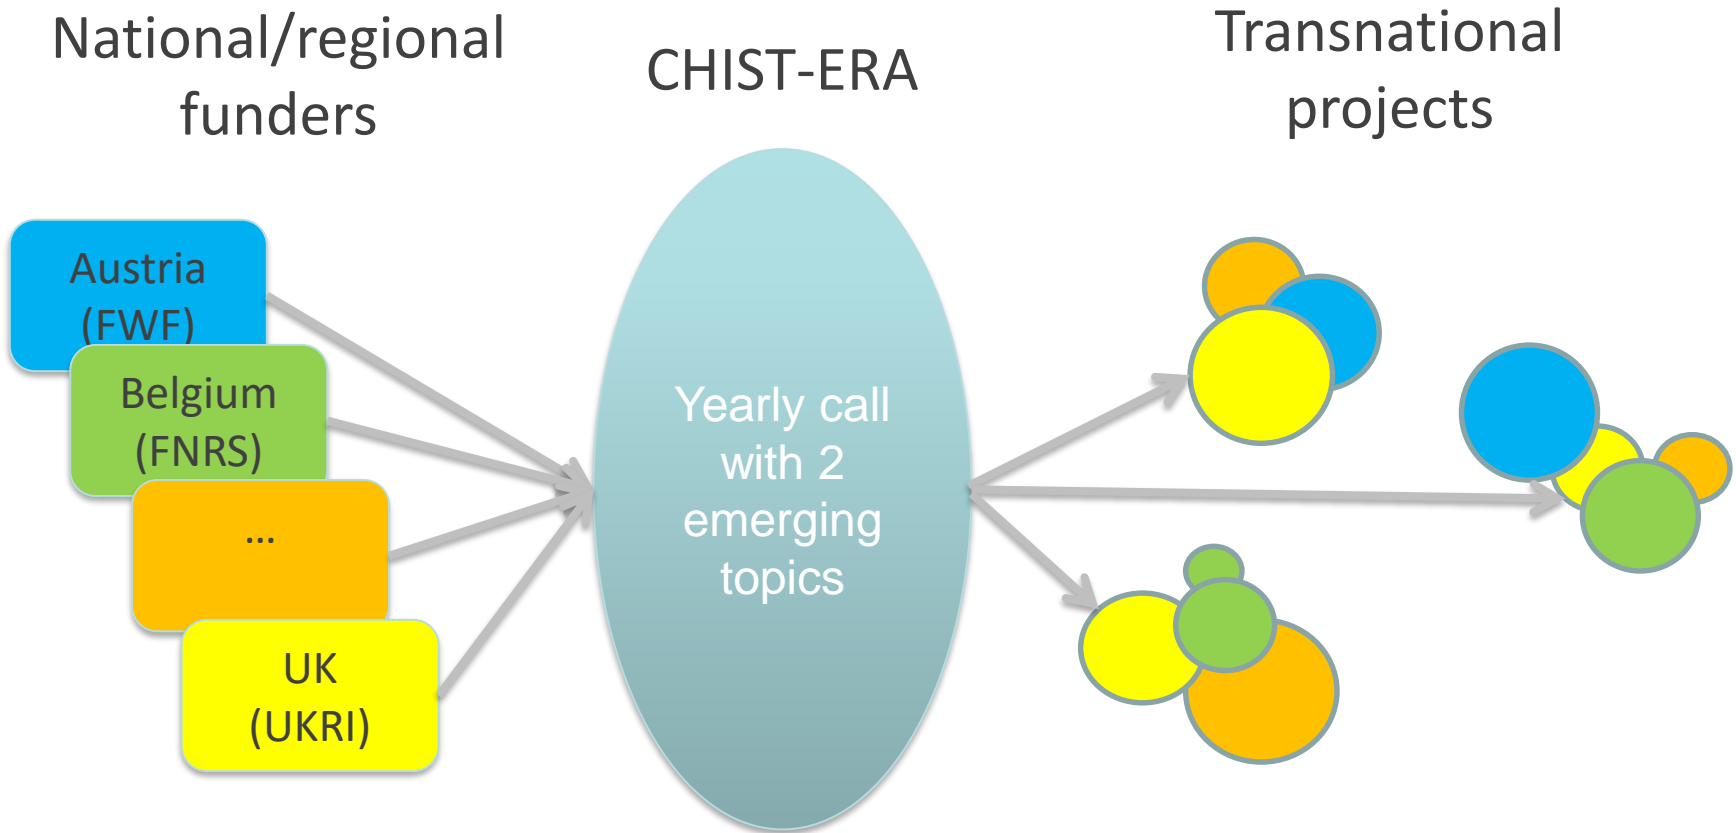 National/regional
funders
CHIST-ERA
Transnational
projects
Austria
(FWF)
Belgium
(FNRS)
...
UK
(UKRI)
Yearly call
with 2
emerging
topics